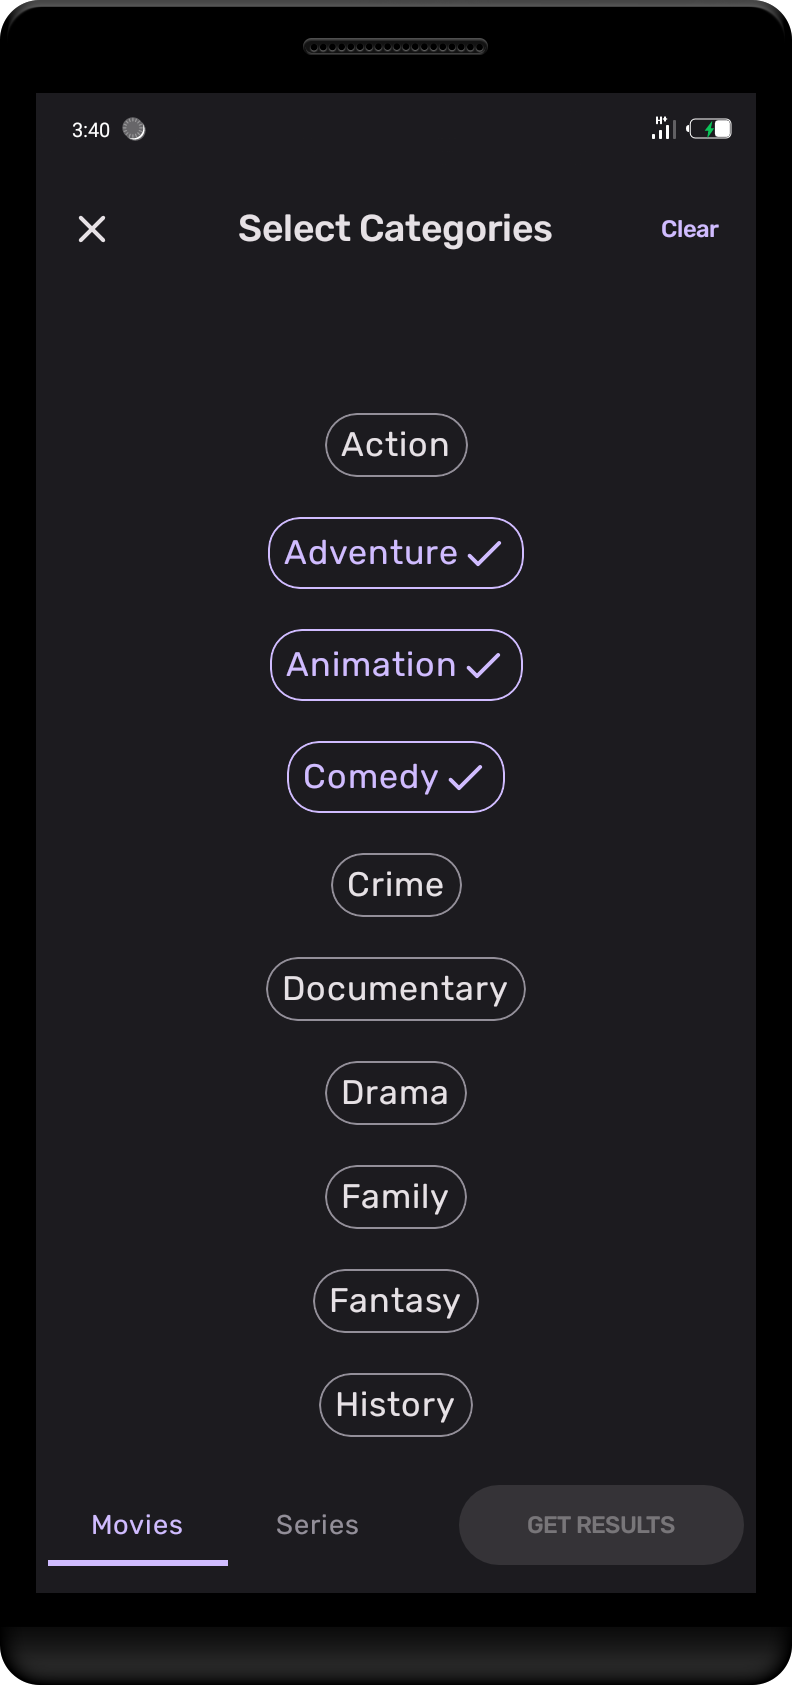 3:40
H+
Select Categories
Clear
Action
Adventure
Animation
Comedy
Crime
Documentary
Drama
Family
Fantasy
History
Movies
Series
GET RESULTS